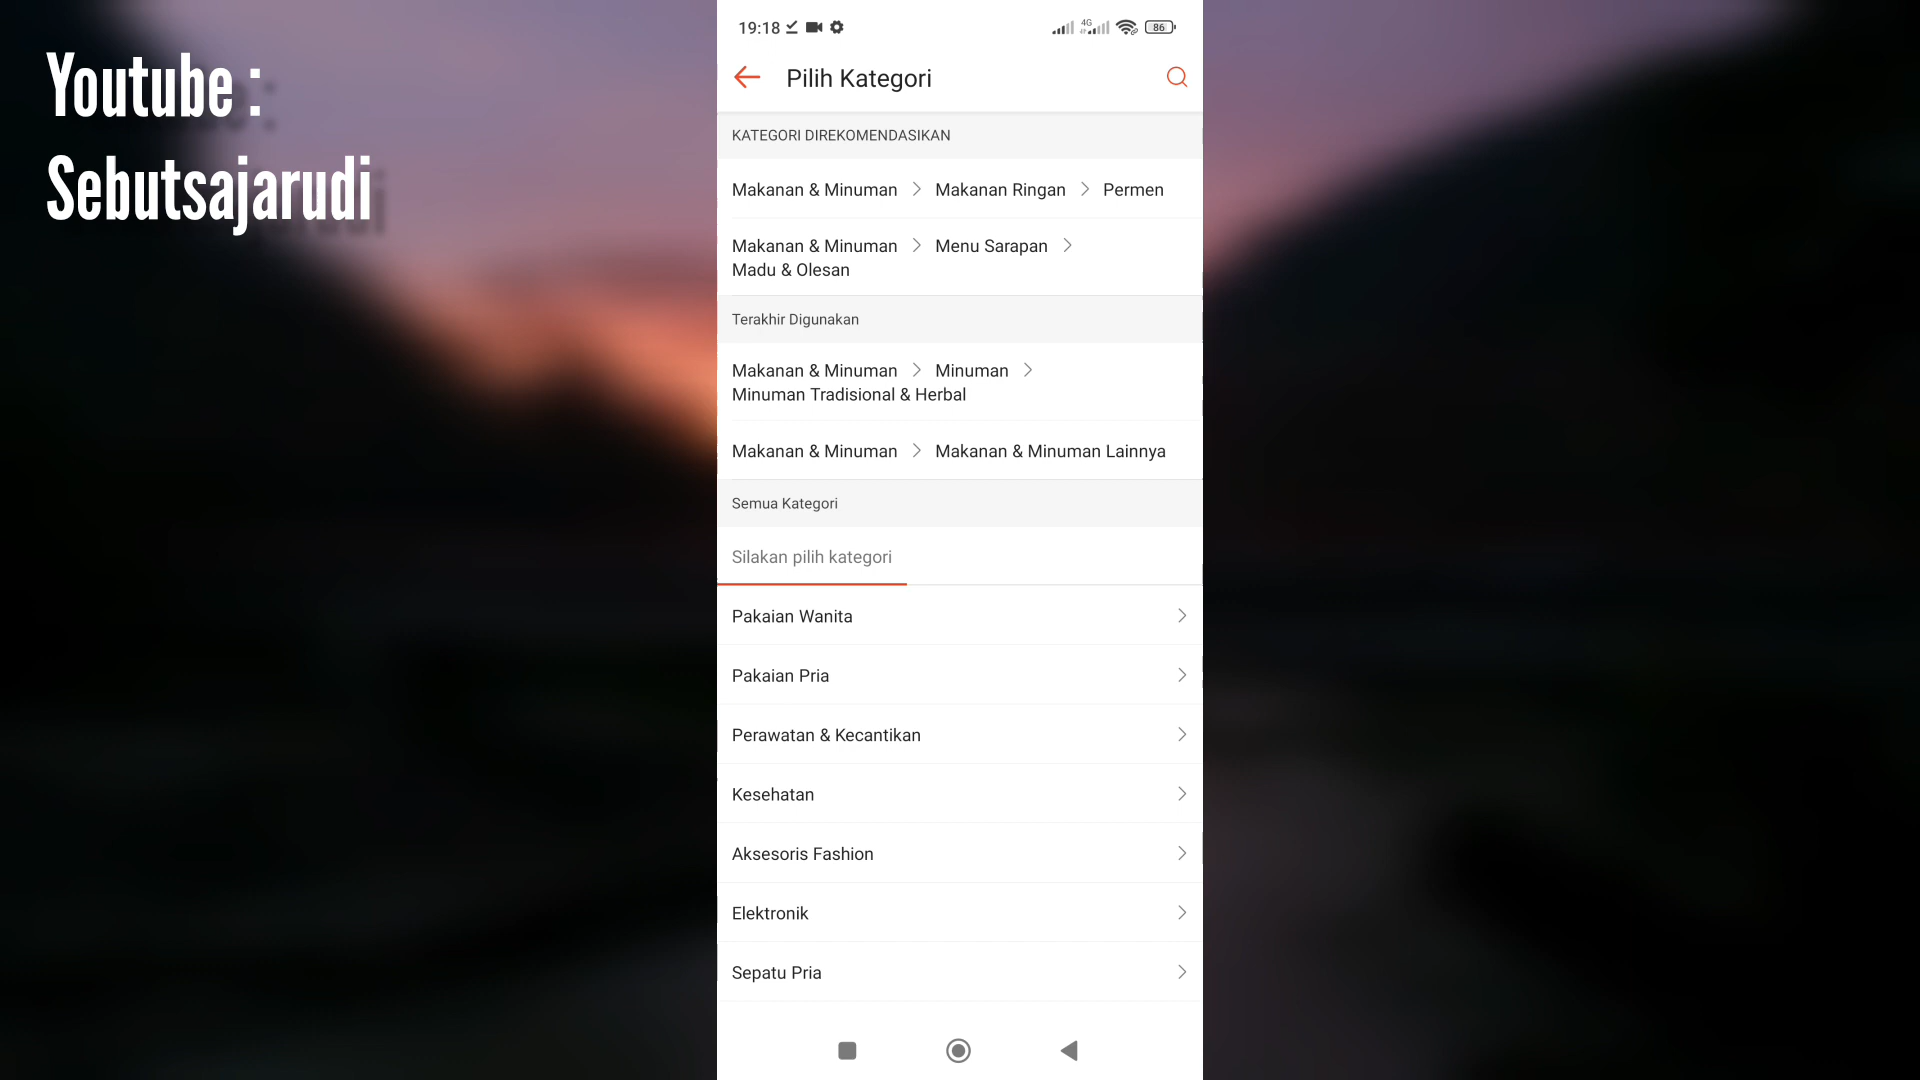 Youtube :
Sebutsajarudi
19:18
4G
86
Pilih Kategori
KATEGORI DIREKOMENDASIKAN
Makanan & Minuman > Makanan Ringan > Permen
Makanan & Minuman > Menu Sarapan >
Madu & Olesan
Terakhir Digunakan
Makanan & Minuman > Minuman >
Minuman Tradisional & Herbal
Makanan & Minuman > Makanan & Minuman Lainnya
Semua Kategori
Silakan pilih kategori
Pakaian Wanita
Pakaian Pria
Perawatan & Kecantikan
Kesehatan
Aksesoris Fashion
Elektronik
Sepatu Pria